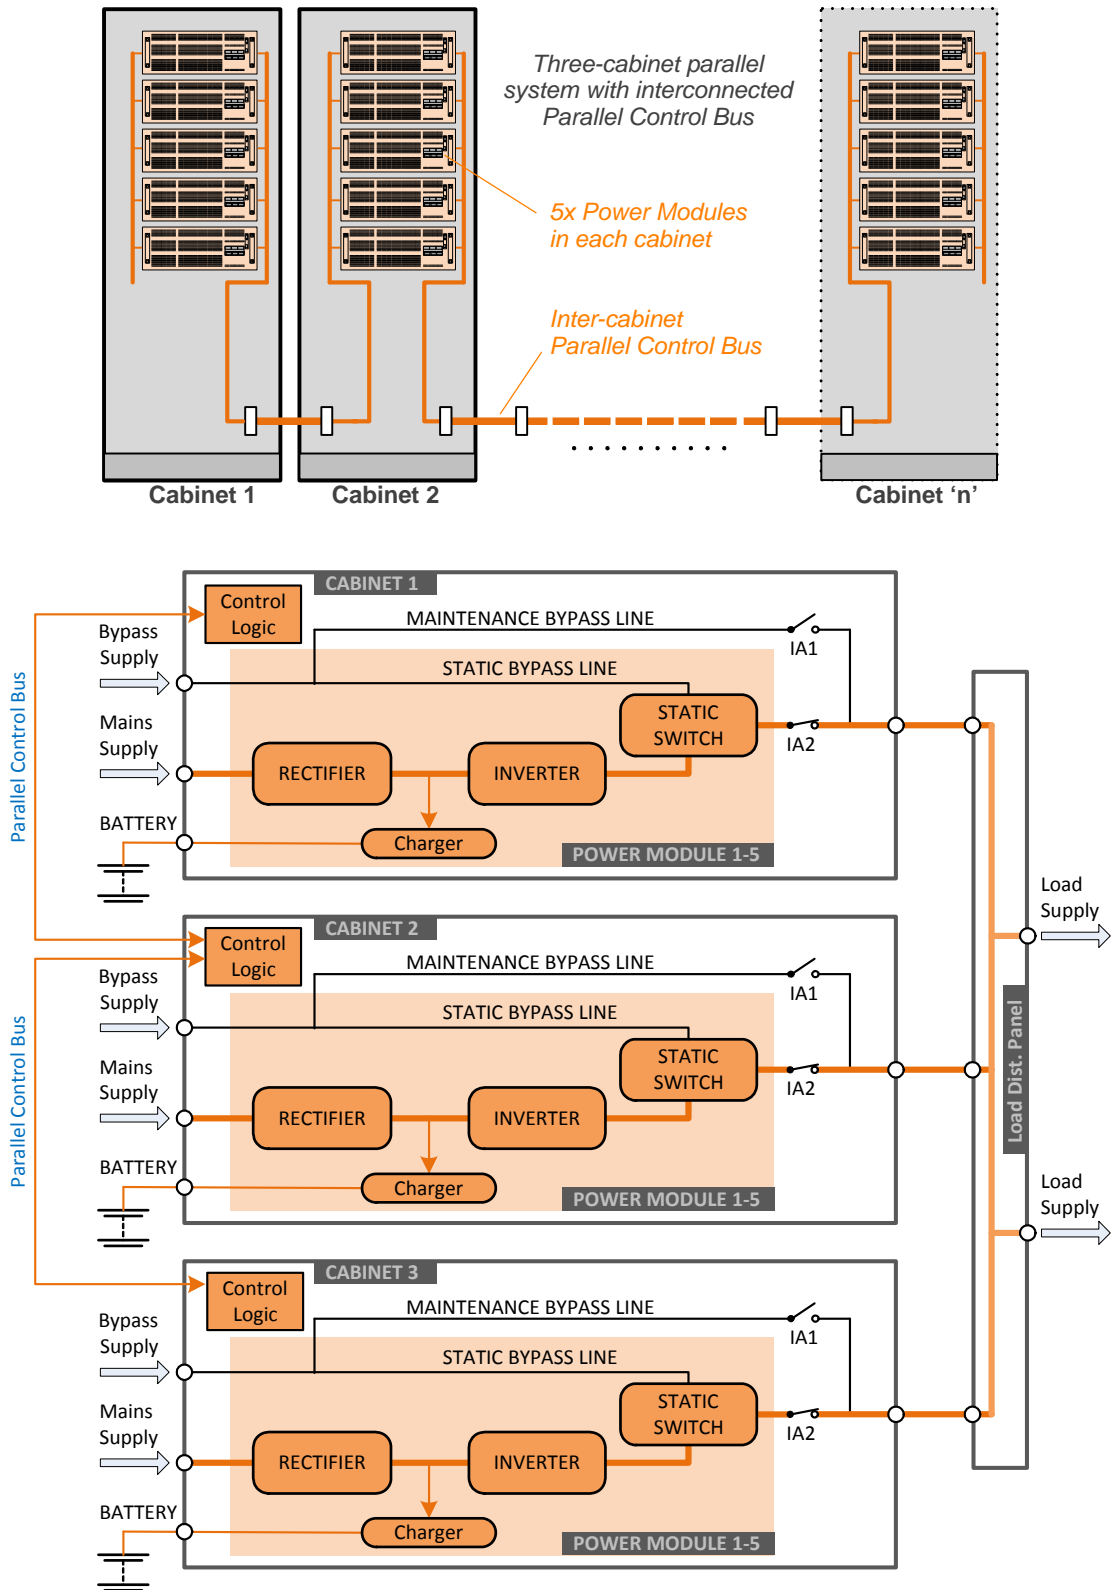 Three-cabinet parallel
system with interconnected
Parallel Control Bus
5x Power Modules
in each cabinet
Inter-cabinet
Parallel Control Bus
Cabinet 1
Cabinet 2
Cabinet ‘n’
CABINET 1
Control
Logic
MAINTENANCE BYPASS LINE
Bypass
Supply
IA1
STATIC BYPASS LINE
STATIC
SWITCH
Mains
Supply
IA2
RECTIFIER
INVERTER
BATTERY
Charger
POWER MODULE 1-5
Parallel Control Bus
CABINET 2
Control
Logic
MAINTENANCE BYPASS LINE
Bypass
Supply
IA1
STATIC BYPASS LINE
STATIC
SWITCH
Mains
Supply
IA2
RECTIFIER
INVERTER
BATTERY
Charger
POWER MODULE 1-5
Parallel Control Bus
CABINET 3
Control
Logic
MAINTENANCE BYPASS LINE
Bypass
Supply
IA1
STATIC BYPASS LINE
STATIC
SWITCH
Mains
Supply
IA2
RECTIFIER
INVERTER
BATTERY
Charger
POWER MODULE 1-5
Load
Supply
Load Dist. Panel
Load
Supply